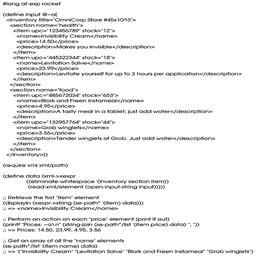 #lang at-exp racket
(define input @~a{
<inventory title="OmniCorp Store #45x10^3">
<section name="health">
<item upc="123456789" stock="12">
<name>Invisibility Cream</name>
<price>14.50</price>
<description>Makes you invisible</description>
</item>
<item upc="445322344" stock="18">
<name>Levitation Salve</name>
<price>23.99</price>
<description>Levitate yourself for up to 3 hours per application</description>
</item>
</section>
<section name="food">
<item upc="485672034" stock="653">
<name>Blork and Freen Instameal</name>
<price>4.95</price>
<description>A tasty meal in a tablet; just add water</description>
</item>
<item upc="132957764" stock="44">
<name>Grob winglets</name>
<price>3.56</price>
<description>Tender winglets of Grob. Just add water</description>
</item>
</section>
</inventory>})
(require xml xml/path)
(define data (xml->xexpr
((eliminate-whitespace '(inventory section item))
(read-xml/element (open-input-string input)))))
;; Retrieve the first "item" element
(displayln (xexpr->string (se-path* '(item) data)))
;; => <name>Invisibility Cream</name>
;; Perform an action on each "price" element (print it out)
(printf "Prices: ~a\n" (string-join (se-path*/list '(item price) data) ", "))
;; => Prices: 14.50, 23.99, 4.95, 3.56
;; Get an array of all the "name" elements
(se-path*/list '(item name) data)
;; => '("Invisibility Cream" "Levitation Salve" "Blork and Freen Instameal" "Grob winglets")